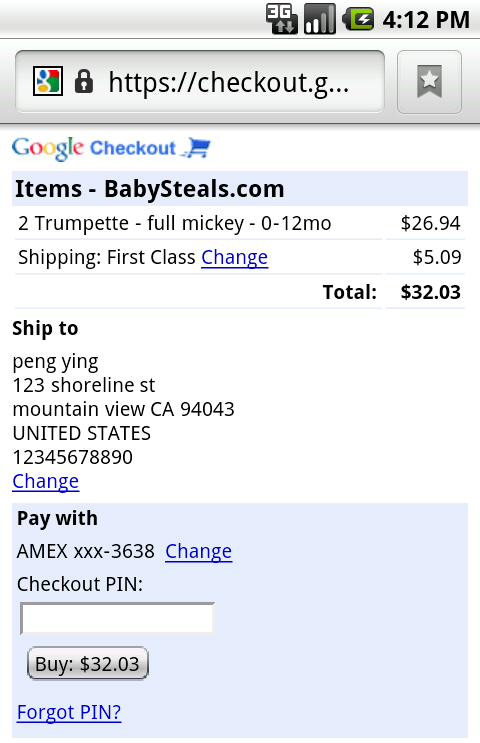 3G 4:12 PM
https://checkout.g...
Google Checkout
Items - BabySteals.com
2 Trumpette - full mickey - 0-12mo $26.94
Shipping: First Class Change $5.09
Total: $32.03
Ship to
peng ying
123 shoreline st
mountain view CA 94043
UNITED STATES
12345678890
Change
Pay with
AMEX xxx-3638 Change
Checkout PIN:
Buy: $32.03
Forgot PIN?